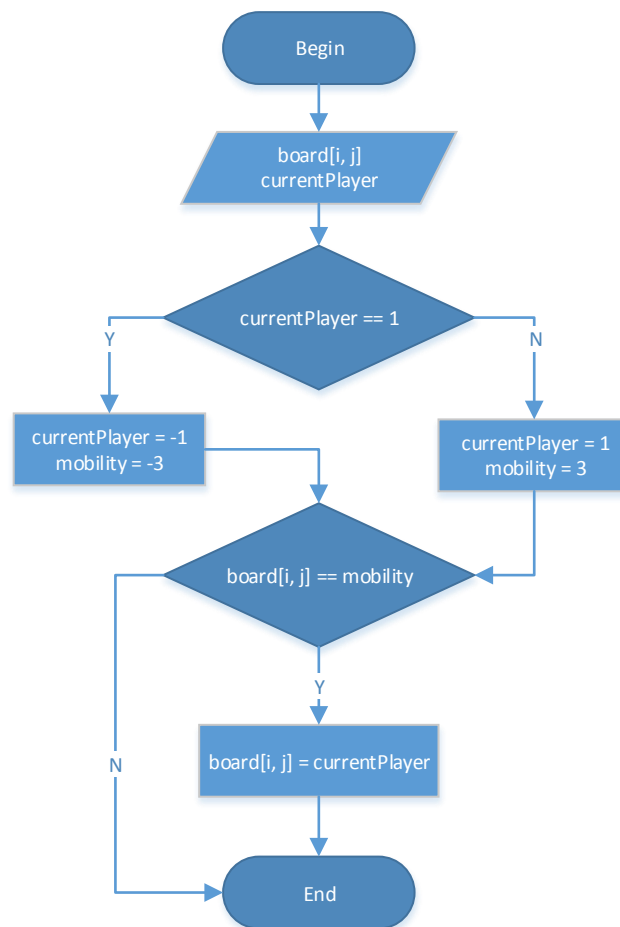 Begin
board[i, j]
currentPlayer
currentPlayer == 1
Y
N
currentPlayer = -1
mobility = -3
currentPlayer = 1
mobility = 3
board[i, j] == mobility
Y
board[i, j] = currentPlayer
N
End